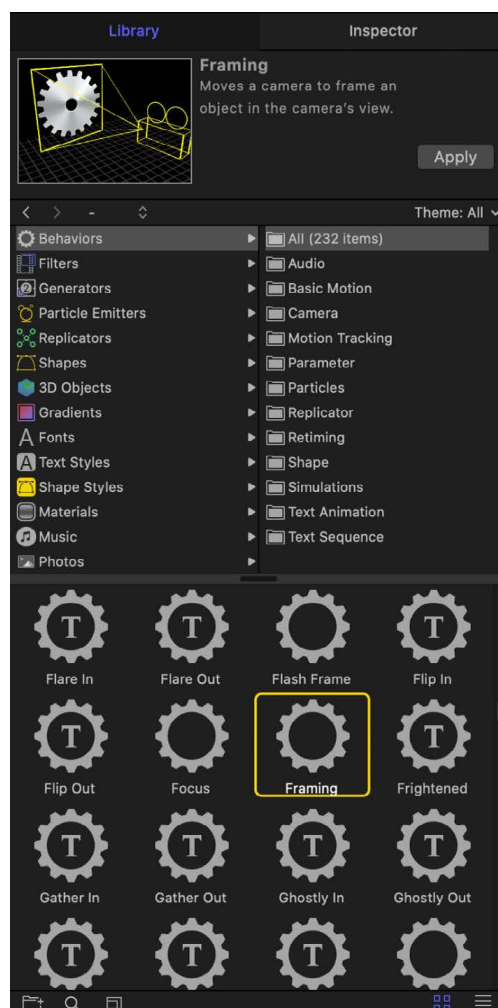 Library
Inspector
Framing
Moves a camera to frame an
object in the camera's view.
Apply
Theme: All
Behaviors
All (232 items)
Filters
Audio
Generators
Basic Motion
Particle Emitters
Camera
Replicators
Motion Tracking
Shapes
Parameter
3D Objects
Particles
Gradients
Replicator
Fonts
Retiming
Text Styles
Shape
Shape Styles
Simulations
Materials
Text Animation
Music
Text Sequence
Photos
T
T
T
Flare In
Flare Out
Flash Frame
Flip In
T
T
Flip Out
Focus
Framing
Frightened
T
T
T
T
Gather In
Gather Out
Ghostly In
Ghostly Out
T
T
T